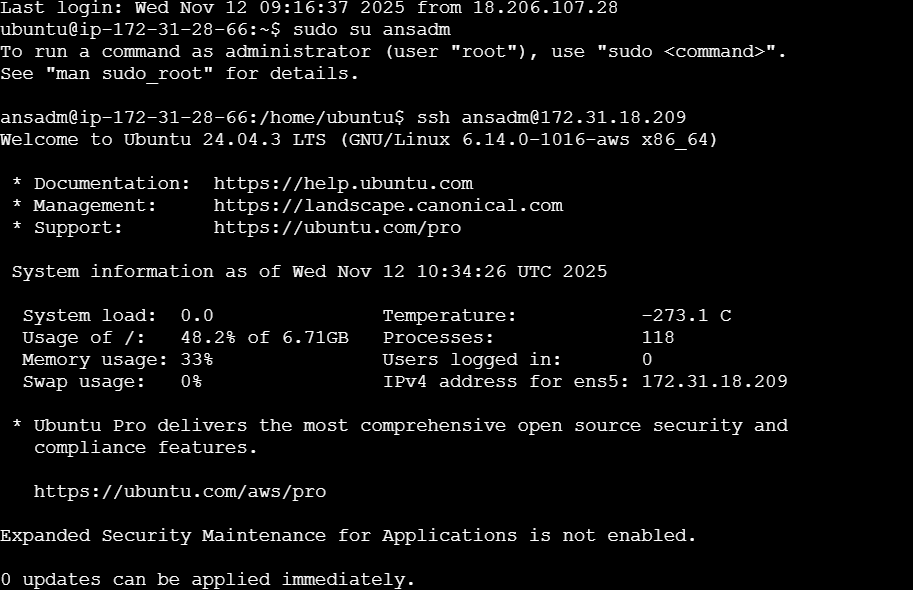 Last login: Wed Nov 12 09:16:37 2025 from 18.206.107.28
ubuntu@ip-172-31-28-66:~$ sudo su ansadm
To run a command as administrator (user "root"), use "sudo <command>".
See "man sudo_root" for details.

ansadm@ip-172-31-28-66:/home/ubuntu$ ssh ansadm@172.31.18.209
Welcome to Ubuntu 24.04.3 LTS (GNU/Linux 6.14.0-1016-aws x86_64)

 * Documentation:  https://help.ubuntu.com
 * Management:     https://landscape.canonical.com
 * Support:        https://ubuntu.com/pro

 System information as of Wed Nov 12 10:34:26 UTC 2025

  System load:  0.0               Temperature:           -273.1 C
  Usage of /:   48.2% of 6.71GB   Processes:             118
  Memory usage: 33%               Users logged in:       0
  Swap usage:   0%                IPv4 address for ens5: 172.31.18.209

 * Ubuntu Pro delivers the most comprehensive open source security and
   compliance features.

   https://ubuntu.com/aws/pro

Expanded Security Maintenance for Applications is not enabled.

0 updates can be applied immediately.